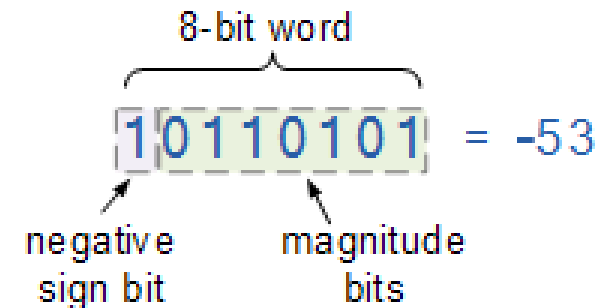 8-bit word
10110101 = -53
negative magnitude
sign bit bits